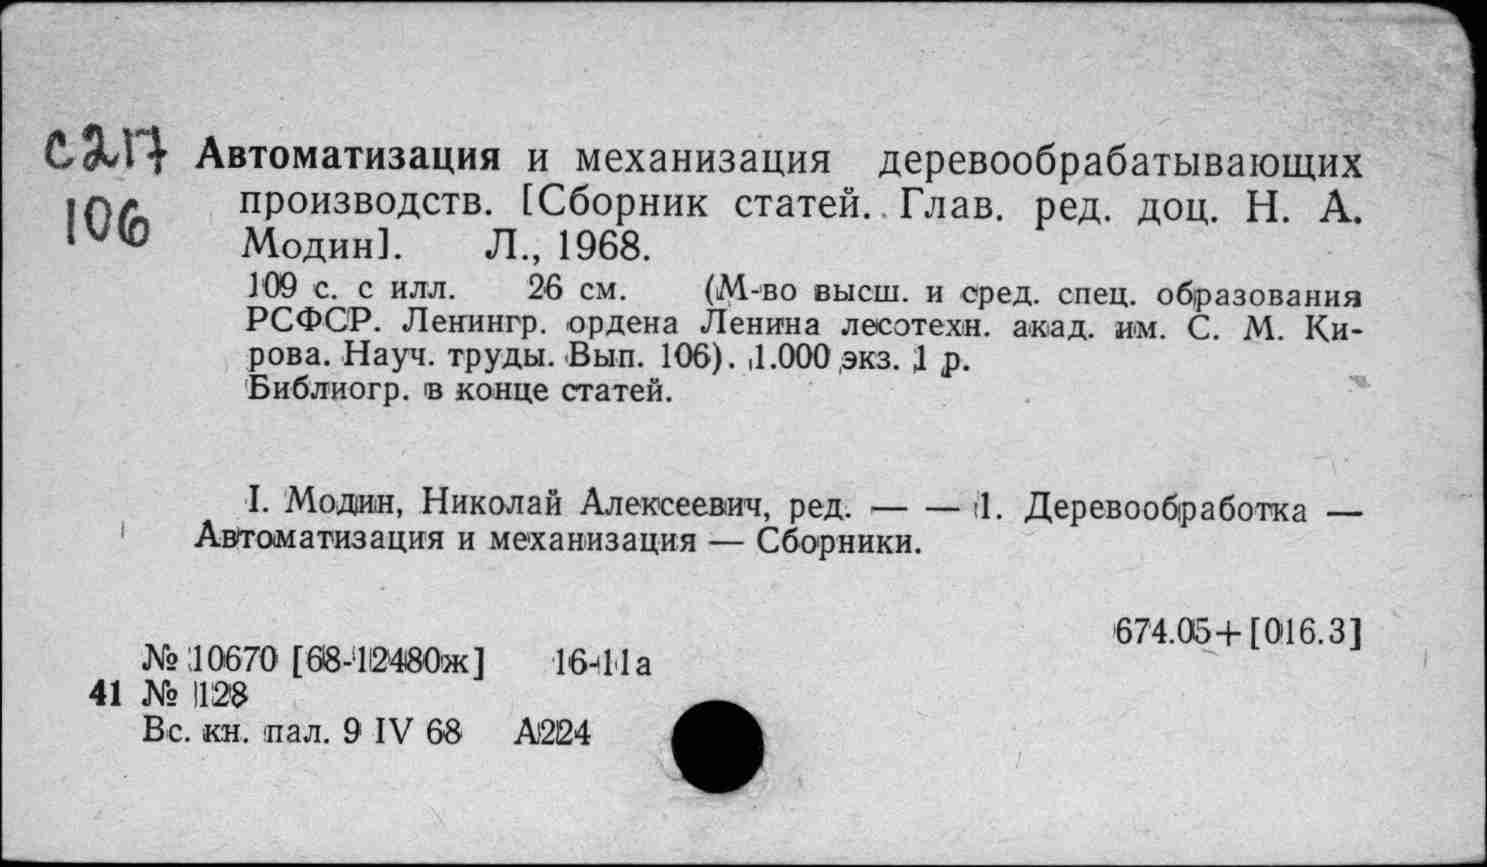 Автоматизация и механизация деревообрабатывающих
106 производств. [Сборник статей. Глав. ред. доц. Н. А.
Модин]. Л., 1968.
109 с. с илл. 26 см. (М-во высш. и сред. спец. образования
РСФСР. Ленингр. ордена Ленина лесотехн. акад. им. С. М. Ки-
рова. Науч. труды. Вып. 106). 1.000 экз. 1 р.
Библиогр. в конце статей.
I. Модин, Николай Алексеевич, ред. — — 1. Деревообработка —
Автоматизация и механизация — Сборники.
674.05+[016.3]
№ 10670 [68-12480ж] 16-11а
41 № 128
Вс. кн. пал. 9 IV 68 А224